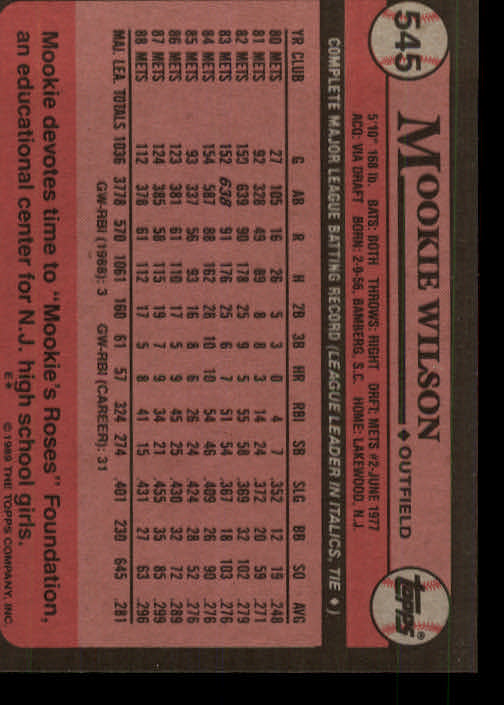 545
MOOKIE WILSON ♦ OUTFIELD
TOPPS®
5'10" 168 lb. BATS: BOTH THROWS: RIGHT DRFT: METS #2-JUNE 1977
ACQ: VIA DRAFT BORN: 2-9-56, BAMBERG, S.C. HOME: LAKEWOOD, N.J.
COMPLETE MAJOR LEAGUE BATTING RECORD (LEAGUE LEADER IN ITALICS, TIE ♦)
YR CLUB G AB R H 2B 3B HR RBI SB SLG BB SO AVG
80 METS 27 105 16 26 5 3 0 4 7 .352 12 19 .248
81 METS 92 328 49 89 8 8 3 14 24 .372 20 59 .271
82 METS 159 639 90 178 25 9 5 55 58 .369 32 102 .279
83 METS 152 638 91 176 25 6 7 51 54 .367 18 103 .276
84 METS 154 587 88 162 28 10 10 54 46 .409 26 90 .276
85 METS 93 337 56 93 16 8 6 26 24 .424 28 52 .276
86 METS 123 381 61 110 17 5 9 45 25 .430 32 72 .289
87 METS 124 385 58 115 19 7 9 34 21 .455 35 85 .299
88 METS 112 378 61 112 17 5 8 41 15 .431 27 63 .296
MAJ. LEA. TOTALS 1036 3778 570 1061 160 61 57 324 274 .401 230 645 .281
GW-RBI (1988): 3 GW-RBI (CAREER): 31
Mookie devotes time to "Mookie's Roses" Foundation,
an educational center for N.J. high school girls.
E* ©1989 THE TOPPS COMPANY, INC.